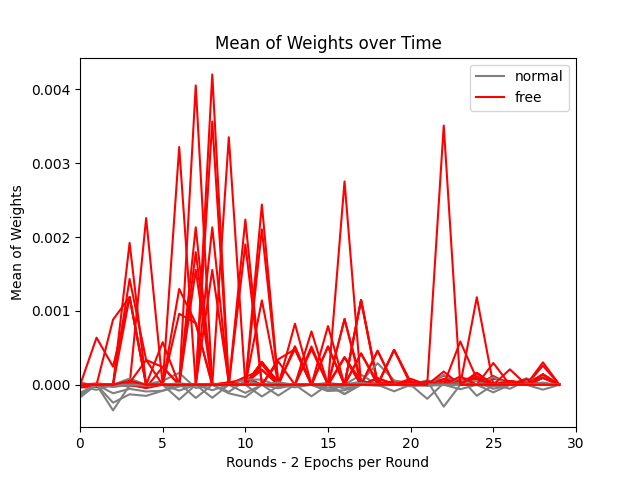 Mean of Weights over Time
normal
free
Mean of Weights
0.004
0.003
0.002
0.001
0.000
0 5 10 15 20 25 30
Rounds - 2 Epochs per Round